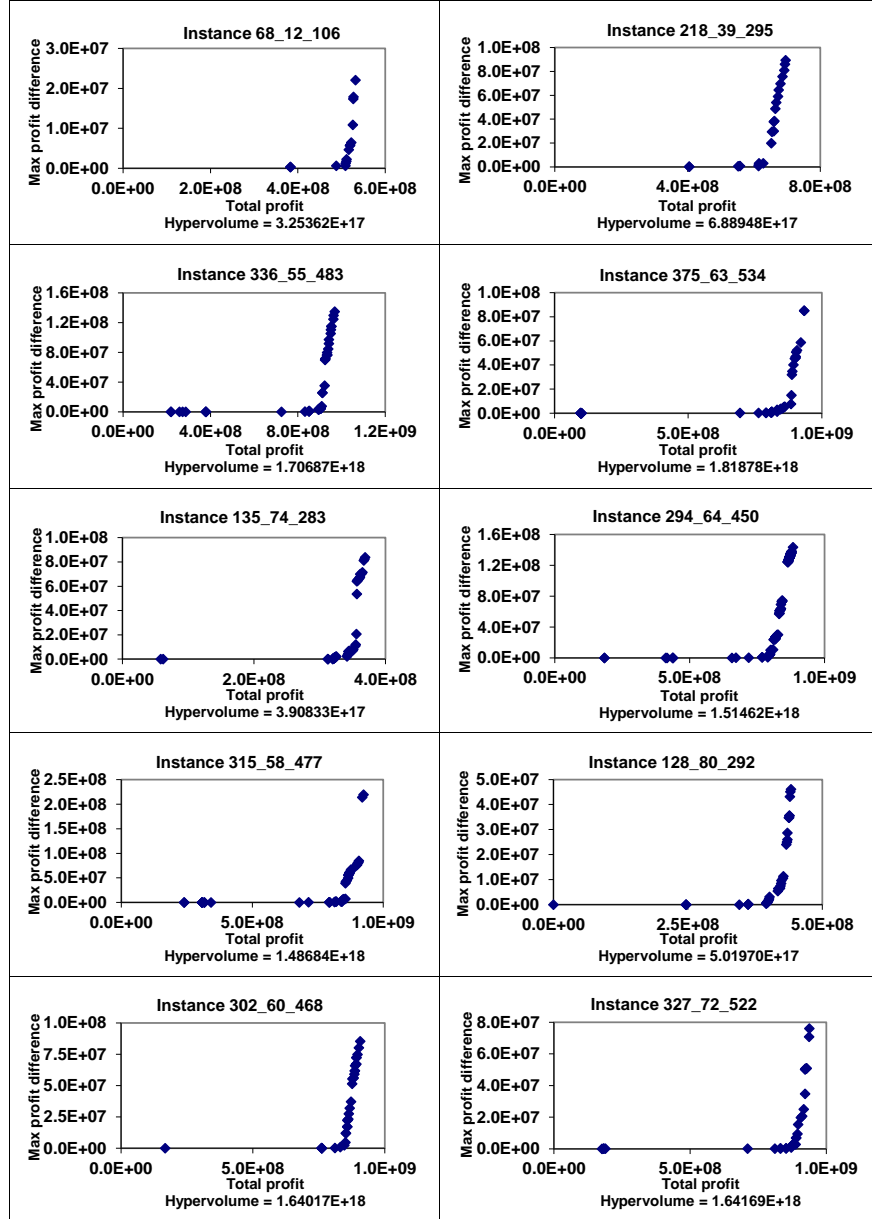 Instance 68_12_106
Max profit difference
3.0E+07
2.0E+07
1.0E+07
0.0E+00
0.0E+00 2.0E+08 4.0E+08 6.0E+08
Total profit
Hypervolume = 3.25362E+17
Instance 218_39_295
Max profit difference
1.0E+08
8.0E+07
6.0E+07
4.0E+07
2.0E+07
0.0E+00
0.0E+00 4.0E+08 8.0E+08
Total profit
Hypervolume = 6.88948E+17
Instance 336_55_483
Max profit difference
1.6E+08
1.2E+08
8.0E+07
4.0E+07
0.0E+00
0.0E+00 4.0E+08 8.0E+08 1.2E+09
Total profit
Hypervolume = 1.70687E+18
Instance 375_63_534
Max profit difference
1.0E+08
8.0E+07
6.0E+07
4.0E+07
2.0E+07
0.0E+00
0.0E+00 5.0E+08 1.0E+09
Total profit
Hypervolume = 1.81878E+18
Instance 135_74_283
Max profit difference
1.0E+08
8.0E+07
6.0E+07
4.0E+07
2.0E+07
0.0E+00
0.0E+00 2.0E+08 4.0E+08
Total profit
Hypervolume = 3.90833E+17
Instance 294_64_450
Max profit difference
1.6E+08
1.2E+08
8.0E+07
4.0E+07
0.0E+00
0.0E+00 5.0E+08 1.0E+09
Total profit
Hypervolume = 1.51462E+18
Instance 315_58_477
Max profit difference
2.5E+08
2.0E+08
1.5E+08
1.0E+08
5.0E+07
0.0E+00
0.0E+00 5.0E+08 1.0E+09
Total profit
Hypervolume = 1.48684E+18
Instance 128_80_292
Max profit difference
5.0E+07
4.0E+07
3.0E+07
2.0E+07
1.0E+07
0.0E+00
0.0E+00 2.5E+08 5.0E+08
Total profit
Hypervolume = 5.01970E+17
Instance 302_60_468
Max profit difference
1.0E+08
7.5E+07
5.0E+07
2.5E+07
0.0E+00
0.0E+00 5.0E+08 1.0E+09
Total profit
Hypervolume = 1.64017E+18
Instance 327_72_522
Max profit difference
8.0E+07
6.0E+07
4.0E+07
2.0E+07
0.0E+00
0.0E+00 5.0E+08 1.0E+09
Total profit
Hypervolume = 1.64169E+18